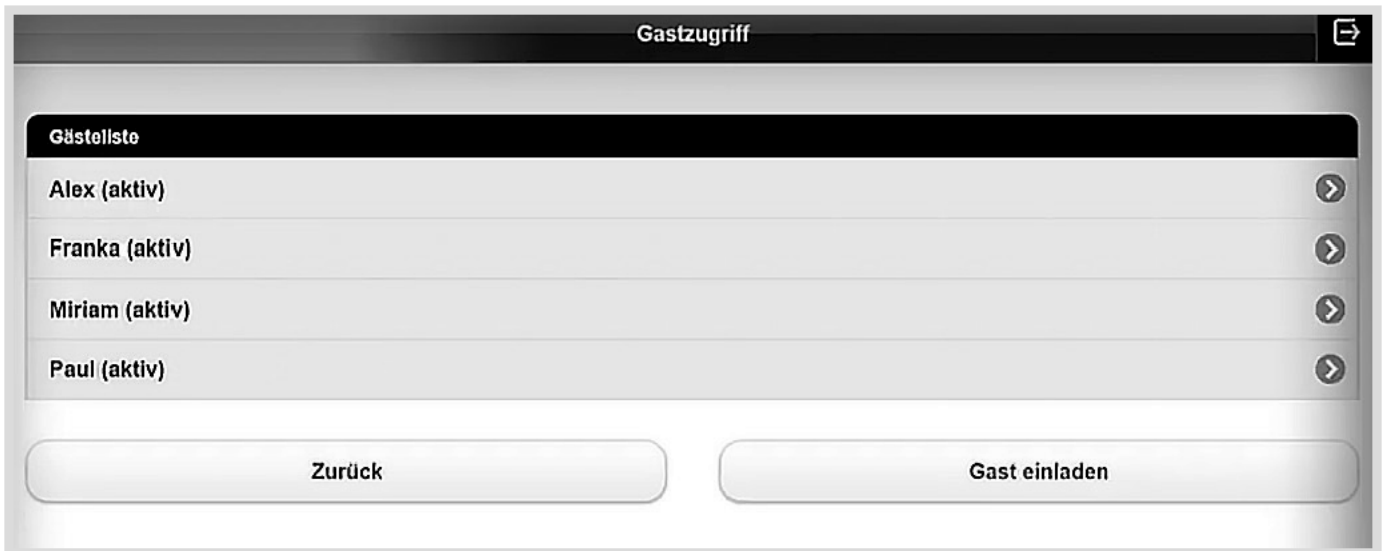 Gastzugriff
Gästeliste
Alex (aktiv)
Franka (aktiv)
Miriam (aktiv)
Paul (aktiv)
Zurück
Gast einladen